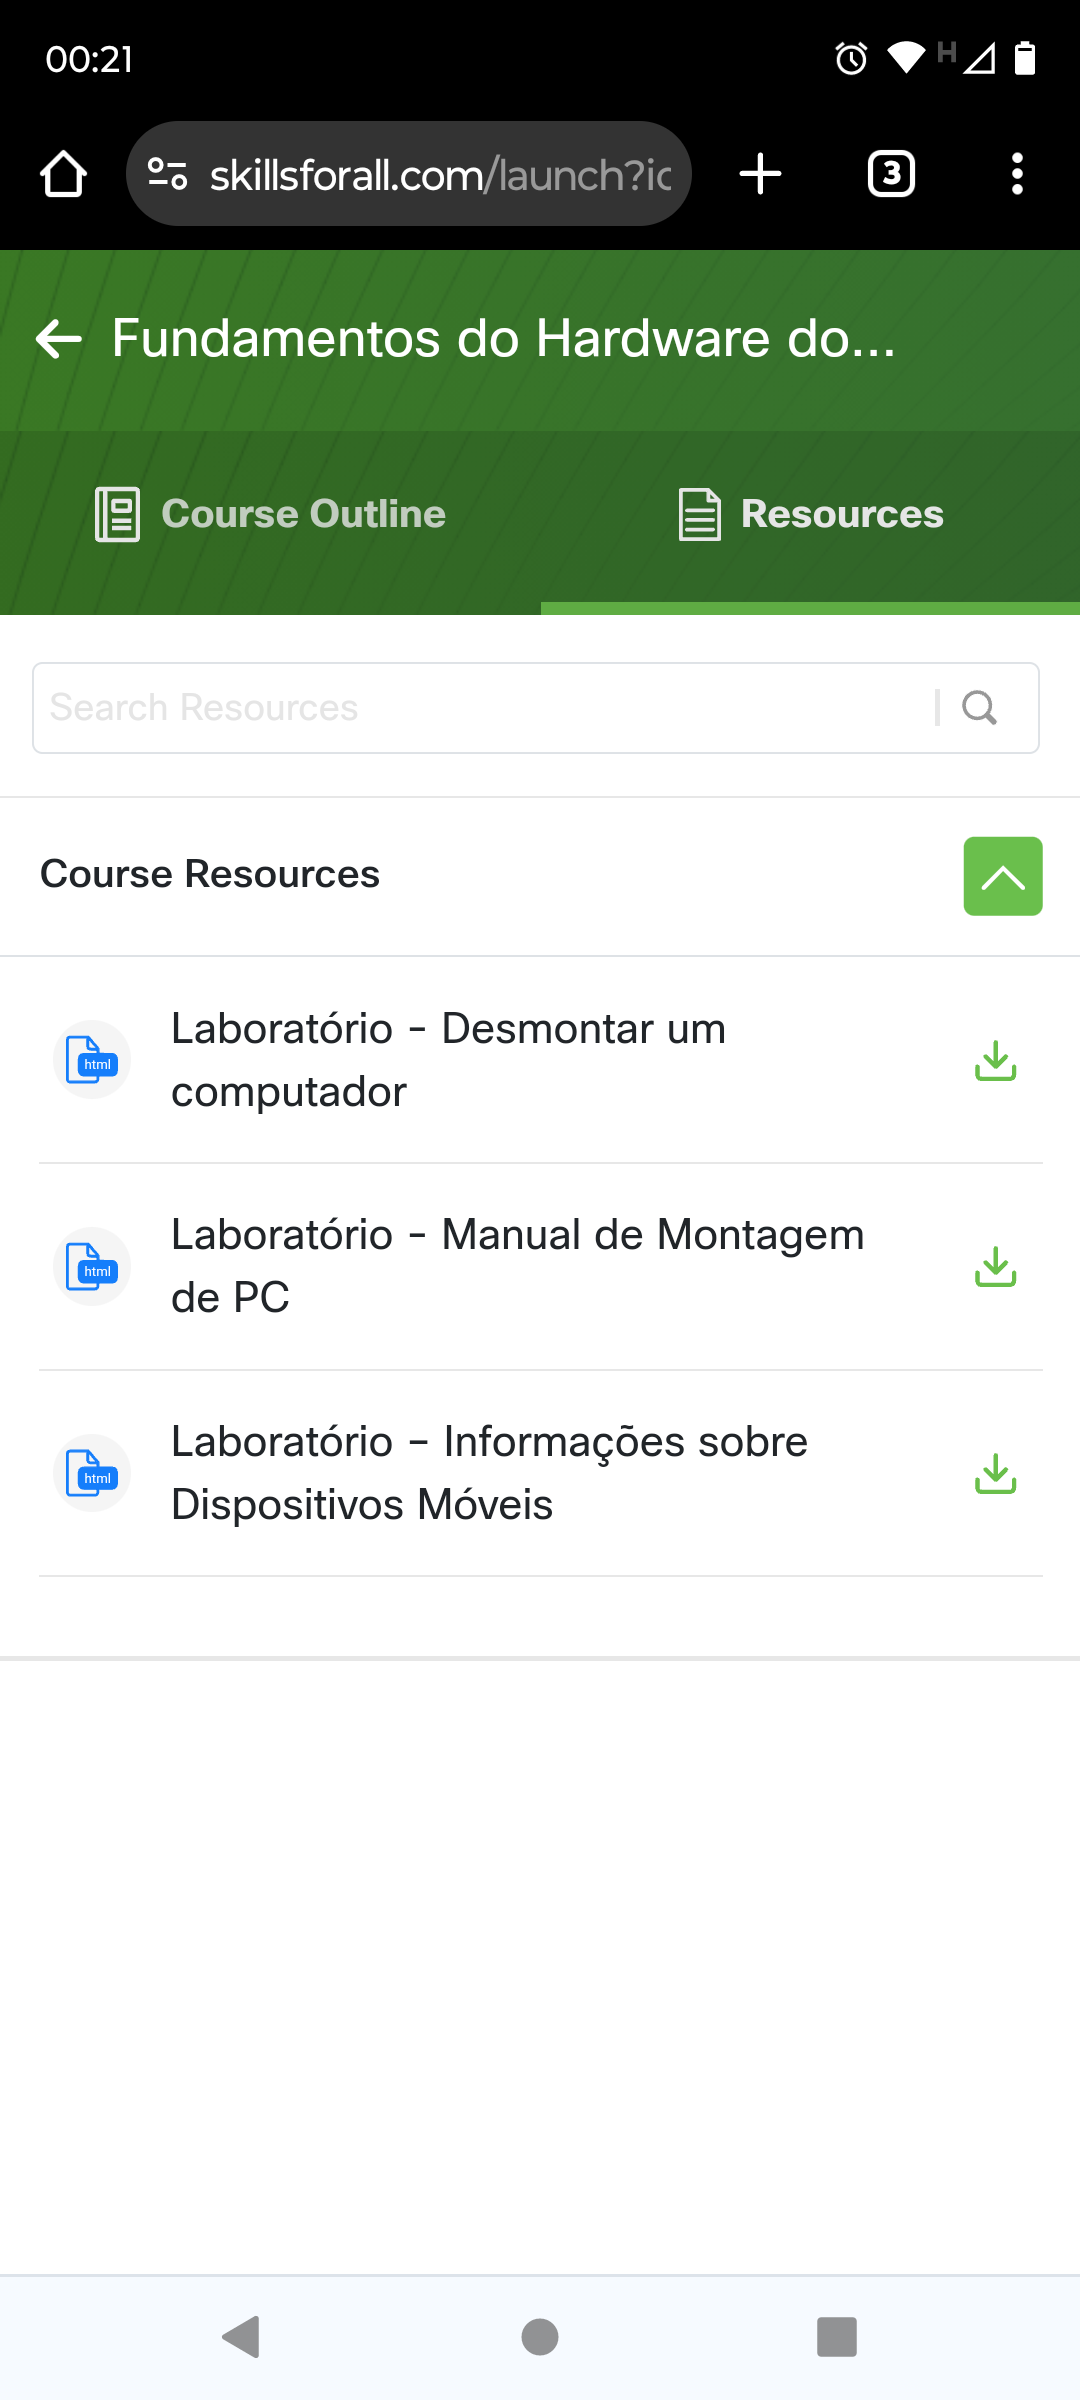 00:21
H
skillsforall.com/launch?id
3
Fundamentos do Hardware do...
Course Outline
Resources
Search Resources
Course Resources
html
Laboratório - Desmontar um
computador
html
Laboratório - Manual de Montagem
de PC
html
Laboratório – Informações sobre
Dispositivos Móveis